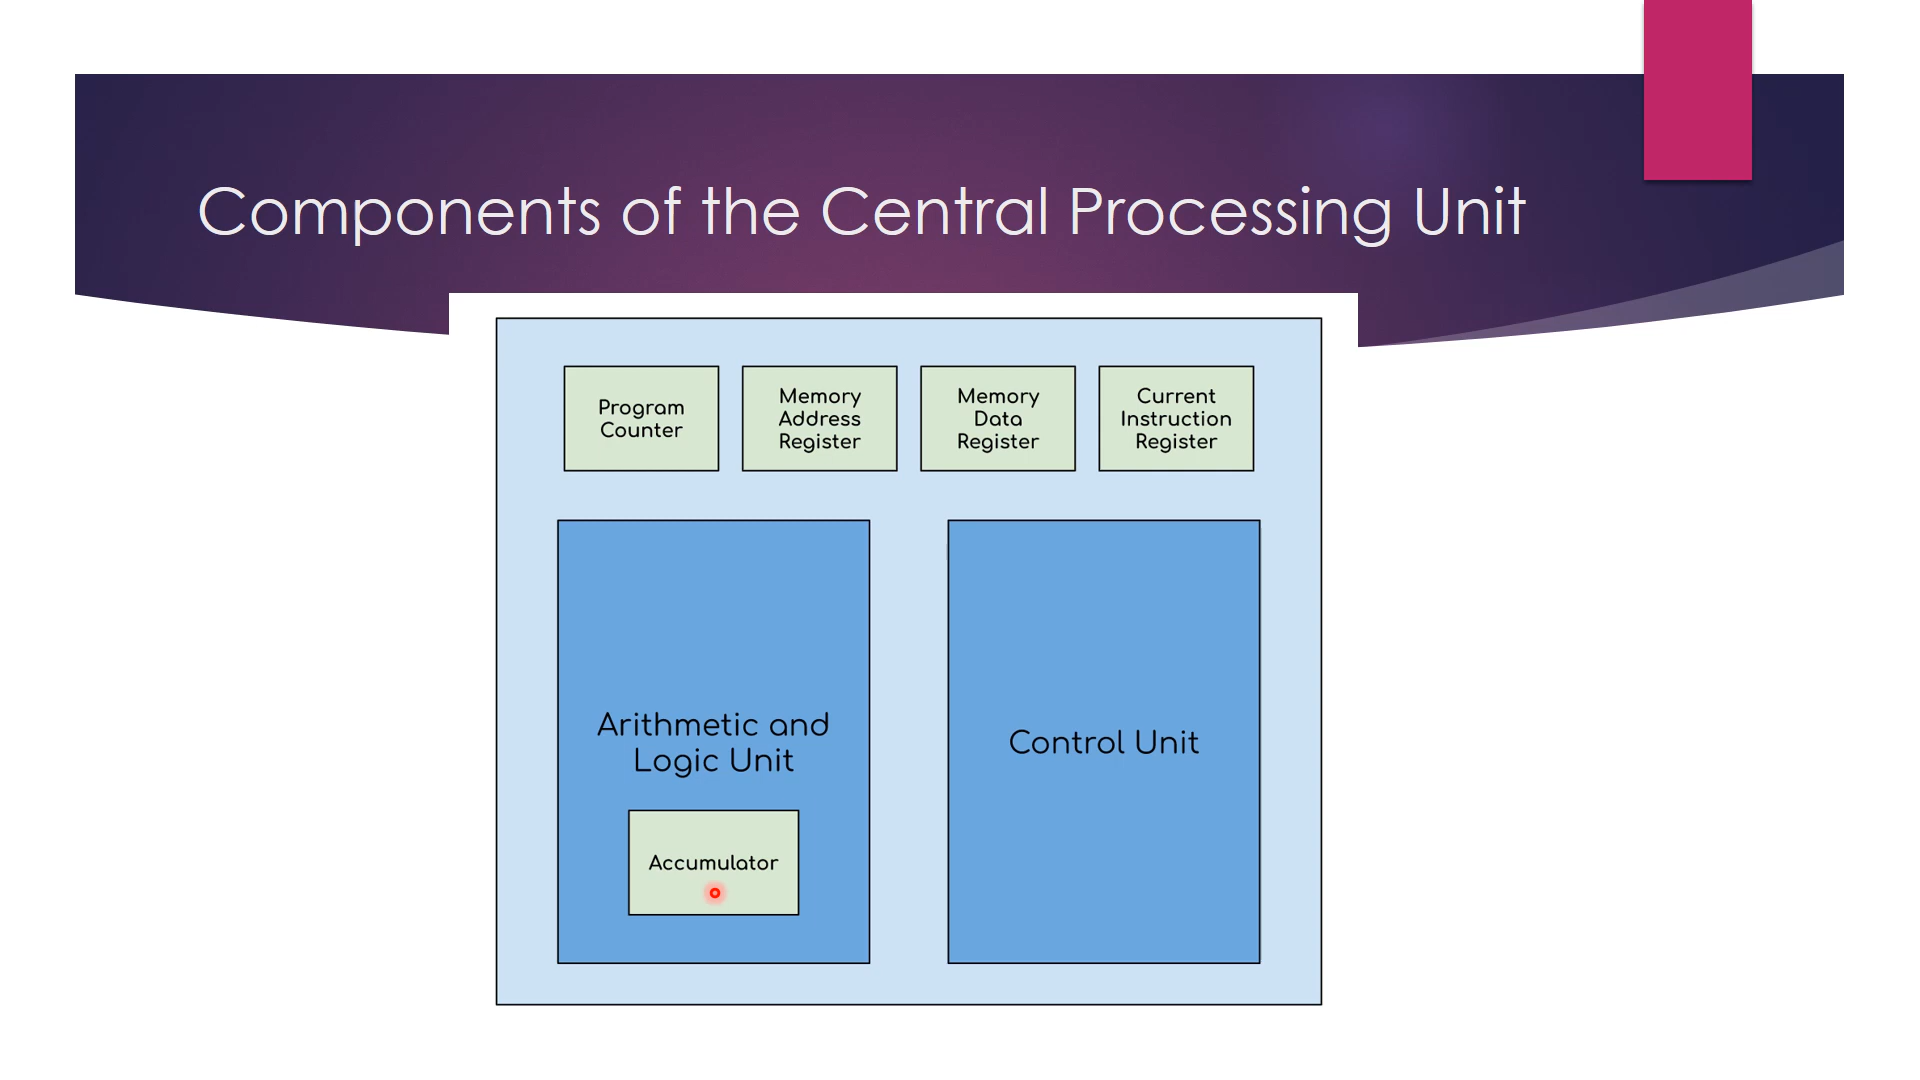 Components of the Central Processing Unit
Program
Counter
Memory
Address
Register
Memory
Data
Register
Current
Instruction
Register
Arithmetic and
Logic Unit
Accumulator
Control Unit